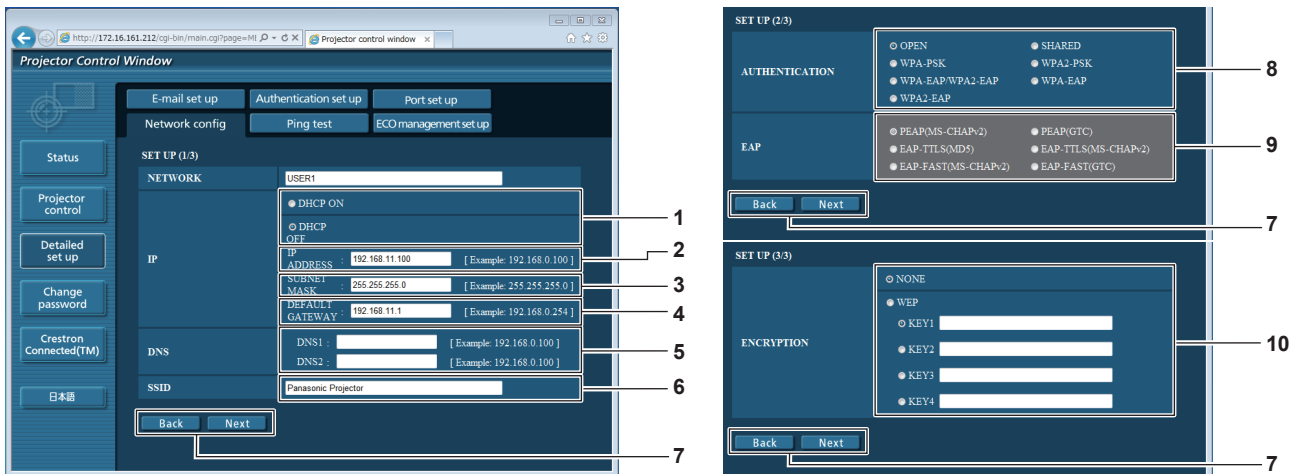 http://172.16.161.212/cgi-bin/main.cgi?page=MI
Projector control window
Projector Control Window
E-mail set up
Authentication set up
Port set up
Network config
Ping test
ECO management set up
Status
Projector
control
Detailed
set up
Change
password
Crestron
Connected(TM)
日本語
SET UP (1/3)
NETWORK
USER1
IP
DHCP ON
DHCP
OFF
1
IP
ADDRESS : 192.168.11.100 [ Example: 192.168.0.100 ]
2
SUBNET
MASK : 255.255.255.0 [ Example: 255.255.255.0 ]
3
DEFAULT
GATEWAY : 192.168.11.1 [ Example: 192.168.0.254 ]
4
DNS
DNS1 : [ Example: 192.168.0.100 ]
DNS2 : [ Example: 192.168.0.100 ]
5
SSID
Panasonic Projector
6
Back Next
7
SET UP (2/3)
AUTHENTICATION
OPEN SHARED
WPA-PSK WPA2-PSK
WPA-EAP/WPA2-EAP WPA-EAP
WPA2-EAP
8
EAP
PEAP(MS-CHAPv2) PEAP(GTC)
EAP-TTLS(MD5) EAP-TTLS(MS-CHAPv2)
EAP-FAST(MS-CHAPv2) EAP-FAST(GTC)
9
Back Next
7
SET UP (3/3)
ENCRYPTION
NONE
WEP
KEY1
KEY2
KEY3
KEY4
10
Back Next
7